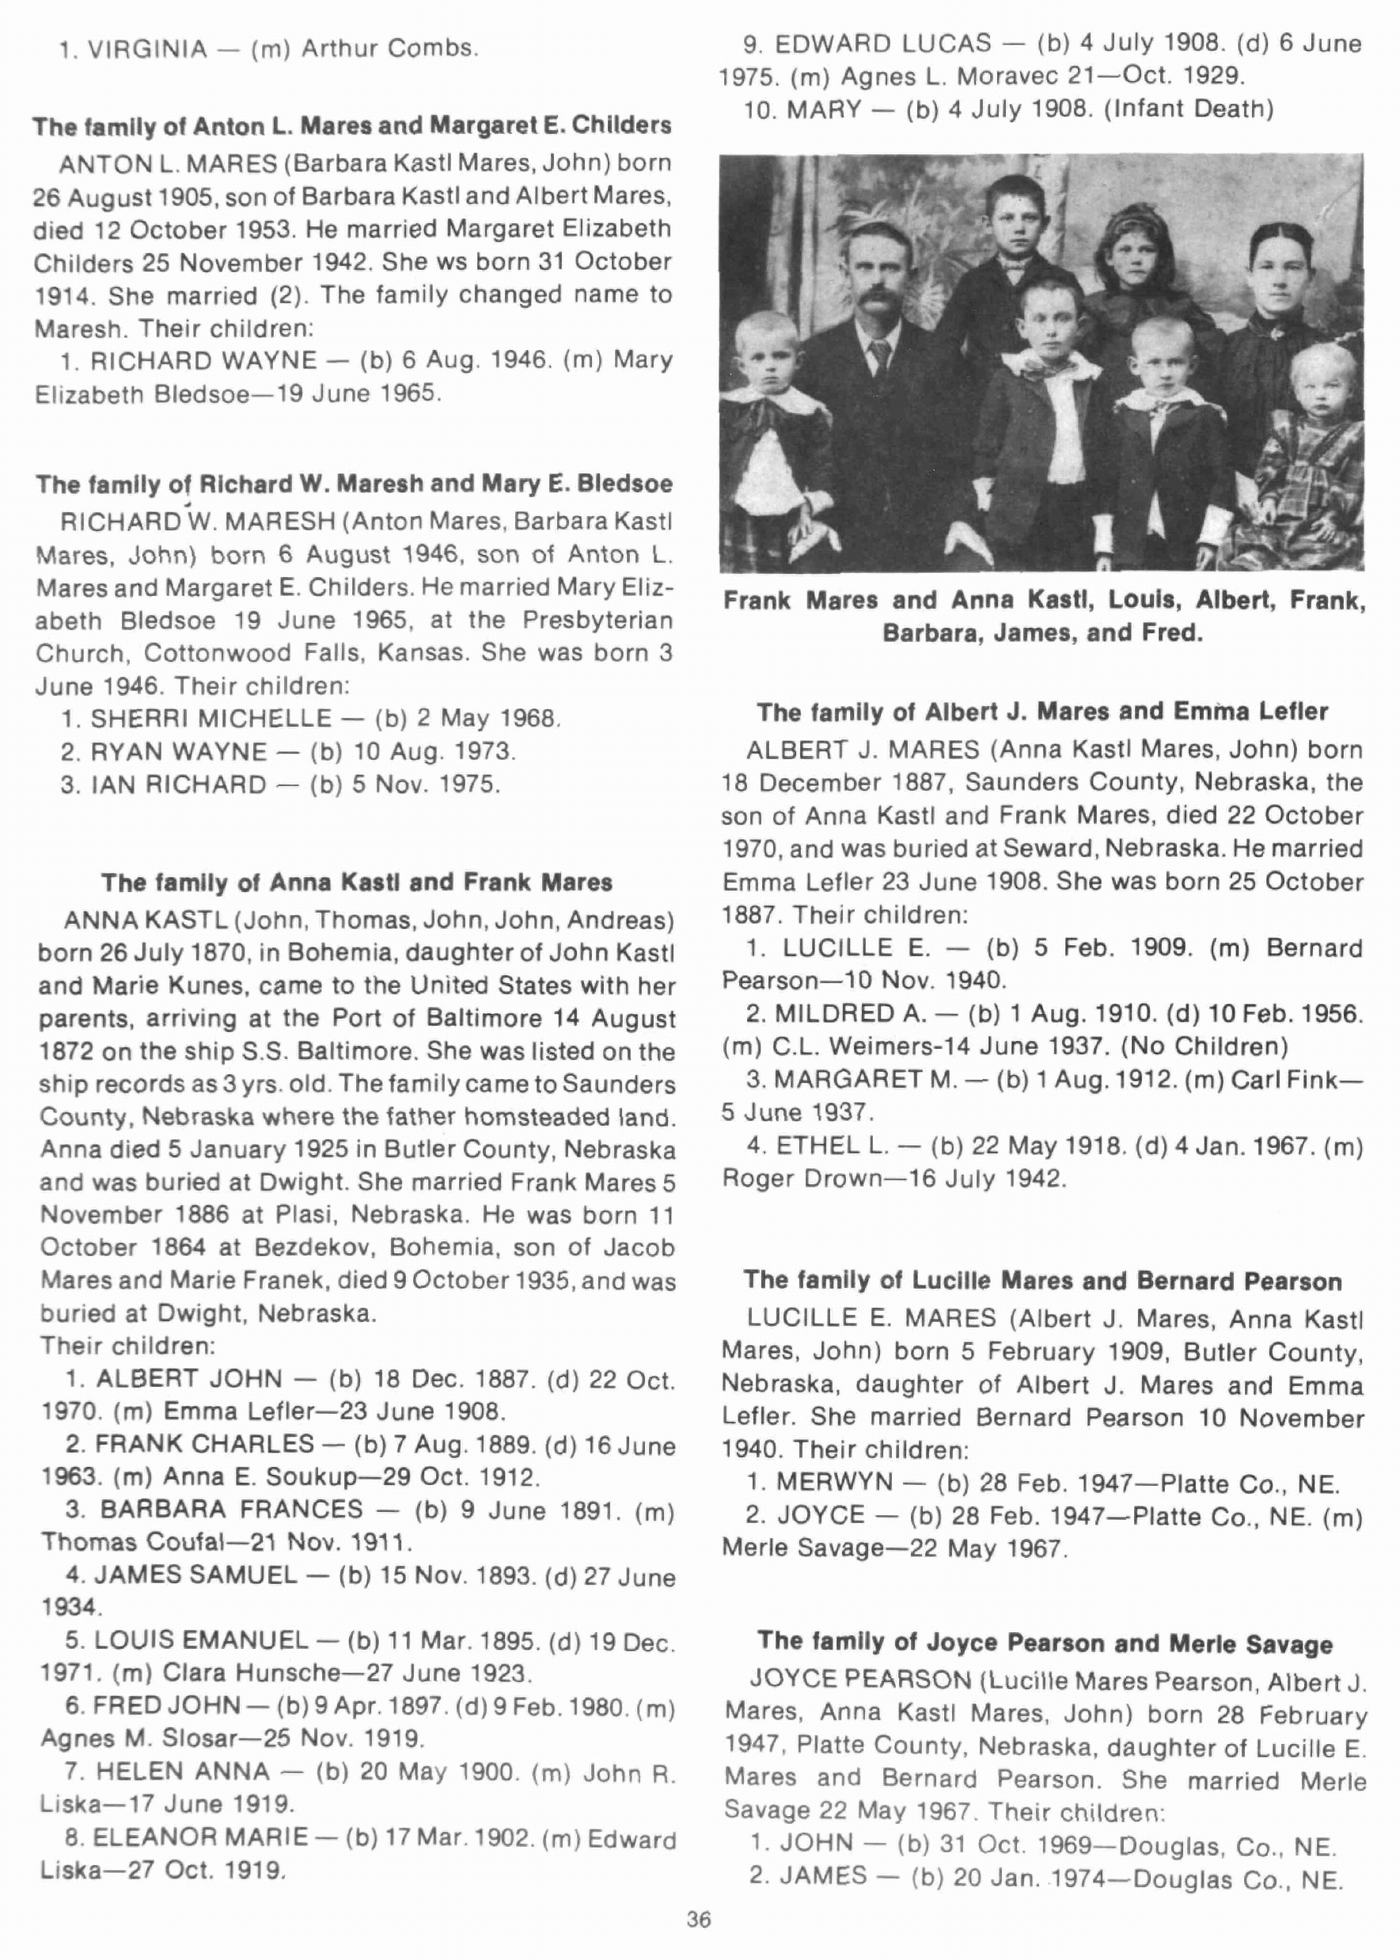 1. VIRGINIA — (m) Arthur Combs.
The family of Anton L. Mares and Margaret E. Childers
ANTON L. MARES (Barbara Kastl Mares, John) born
26 August 1905, son of Barbara Kastl and Albert Mares,
died 12 October 1953. He married Margaret Elizabeth
Childers 25 November 1942. She ws born 31 October
1914. She married (2). The family changed name to
Maresh. Their children:
1. RICHARD WAYNE — (b) 6 Aug. 1946. (m) Mary
Elizabeth Bledsoe—19 June 1965.
The family of Richard W. Maresh and Mary E. Bledsoe
RICHARD W. MARESH (Anton Mares, Barbara Kastl
Mares, John) born 6 August 1946, son of Anton L.
Mares and Margaret E. Childers. He married Mary Eliz-
abeth Bledsoe 19 June 1965, at the Presbyterian
Church, Cottonwood Falls, Kansas. She was born 3
June 1946. Their children:
1. SHERRI MICHELLE — (b) 2 May 1968.
2. RYAN WAYNE — (b) 10 Aug. 1973.
3. IAN RICHARD — (b) 5 Nov. 1975.
The family of Anna Kastl and Frank Mares
ANNA KASTL (John, Thomas, John, John, Andreas)
born 26 July 1870, in Bohemia, daughter of John Kastl
and Marie Kunes, came to the United States with her
parents, arriving at the Port of Baltimore 14 August
1872 on the ship S.S. Baltimore. She was listed on the
ship records as 3 yrs. old. The family came to Saunders
County, Nebraska where the father homsteaded land.
Anna died 5 January 1925 in Butler County, Nebraska
and was buried at Dwight. She married Frank Mares 5
November 1886 at Plasi, Nebraska. He was born 11
October 1864 at Bezdekov, Bohemia, son of Jacob
Mares and Marie Franek, died 9 October 1935, and was
buried at Dwight, Nebraska.
Their children:
1. ALBERT JOHN — (b) 18 Dec. 1887. (d) 22 Oct.
1970. (m) Emma Lefler—23 June 1908.
2. FRANK CHARLES — (b) 7 Aug. 1889. (d) 16 June
1963. (m) Anna E. Soukup—29 Oct. 1912.
3. BARBARA FRANCES — (b) 9 June 1891. (m)
Thomas Coufal—21 Nov. 1911.
4. JAMES SAMUEL — (b) 15 Nov. 1893. (d) 27 June
1934.
5. LOUIS EMANUEL — (b) 11 Mar. 1895. (d) 19 Dec.
1971. (m) Clara Hunsche—27 June 1923.
6. FRED JOHN — (b) 9 Apr. 1897. (d) 9 Feb. 1980. (m)
Agnes M. Slosar—25 Nov. 1919.
7. HELEN ANNA — (b) 20 May 1900. (m) John R.
Liska—17 June 1919.
8. ELEANOR MARIE — (b) 17 Mar. 1902. (m) Edward
Liska—27 Oct. 1919.
9. EDWARD LUCAS — (b) 4 July 1908. (d) 6 June
1975. (m) Agnes L. Moravec 21—Oct. 1929.
10. MARY — (b) 4 July 1908. (Infant Death)
Frank Mares and Anna Kastl, Louis, Albert, Frank,
Barbara, James, and Fred.
The family of Albert J. Mares and Emma Lefler
ALBERT J. MARES (Anna Kastl Mares, John) born
18 December 1887, Saunders County, Nebraska, the
son of Anna Kastl and Frank Mares, died 22 October
1970, and was buried at Seward, Nebraska. He married
Emma Lefler 23 June 1908. She was born 25 October
1887. Their children:
1. LUCILLE E. — (b) 5 Feb. 1909. (m) Bernard
Pearson—10 Nov. 1940.
2. MILDRED A. — (b) 1 Aug. 1910. (d) 10 Feb. 1956.
(m) C.L. Weimers-14 June 1937. (No Children)
3. MARGARET M. — (b) 1 Aug. 1912. (m) Carl Fink—
5 June 1937.
4. ETHEL L. — (b) 22 May 1918. (d) 4 Jan. 1967. (m)
Roger Drown—16 July 1942.
The family of Lucille Mares and Bernard Pearson
LUCILLE E. MARES (Albert J. Mares, Anna Kastl
Mares, John) born 5 February 1909, Butler County,
Nebraska, daughter of Albert J. Mares and Emma
Lefler. She married Bernard Pearson 10 November
1940. Their children:
1. MERWYN — (b) 28 Feb. 1947—Platte Co., NE.
2. JOYCE — (b) 28 Feb. 1947—Platte Co., NE. (m)
Merle Savage—22 May 1967.
The family of Joyce Pearson and Merle Savage
JOYCE PEARSON (Lucille Mares Pearson, Albert J.
Mares, Anna Kastl Mares, John) born 28 February
1947, Platte County, Nebraska, daughter of Lucille E.
Mares and Bernard Pearson. She married Merle
Savage 22 May 1967. Their children:
1. JOHN — (b) 31 Oct. 1969—Douglas, Co., NE.
2. JAMES — (b) 20 Jan. 1974—Douglas Co., NE.
36